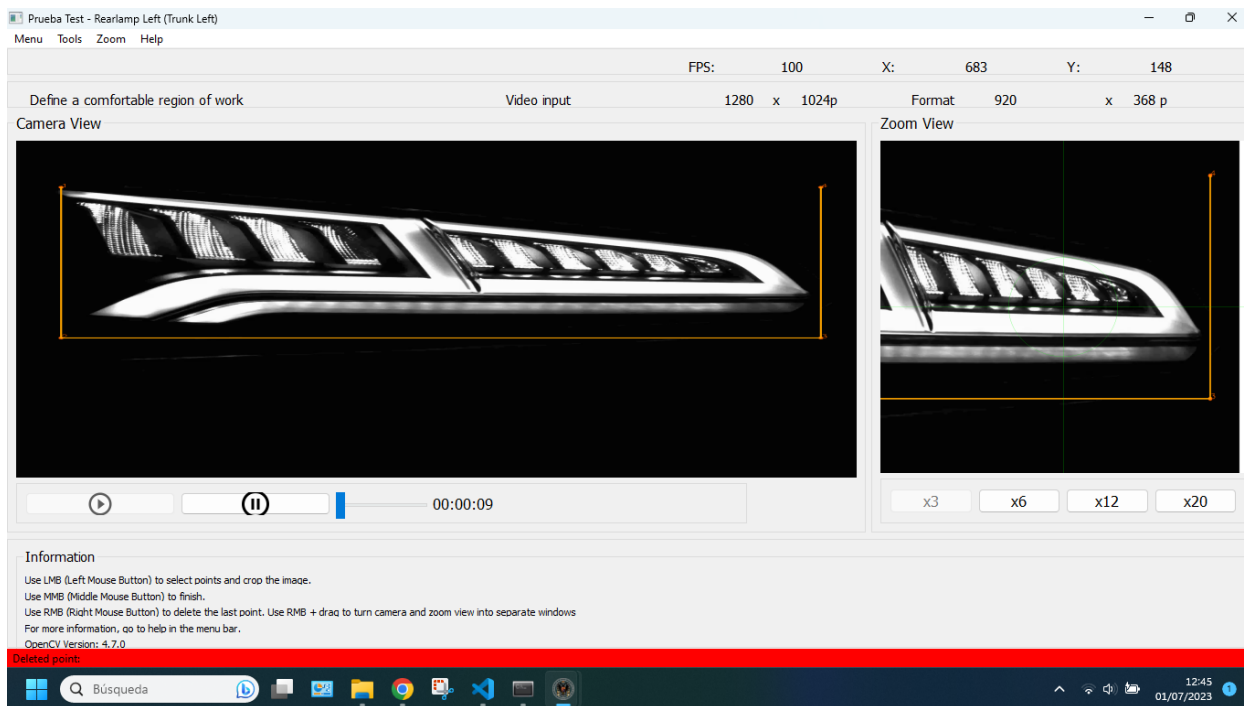 Prueba Test - Rearlamp Left (Trunk Left)
Menu Tools Zoom Help
FPS: 100 X: 683 Y: 148
Define a comfortable region of work Video input 1280 x 1024p Format 920 x 368 p
Camera View Zoom View
00:00:09
x3 x6 x12 x20
Information
Use LMB (Left Mouse Button) to select points and crop the image.
Use MMB (Middle Mouse Button) to finish.
Use RMB (Right Mouse Button) to delete the last point. Use RMB + drag to turn camera and zoom view into separate windows
For more information, go to help in the menu bar.
OpenCV Version: 4.7.0
Deleted point:
Búsqueda
12:45
01/07/2023
1